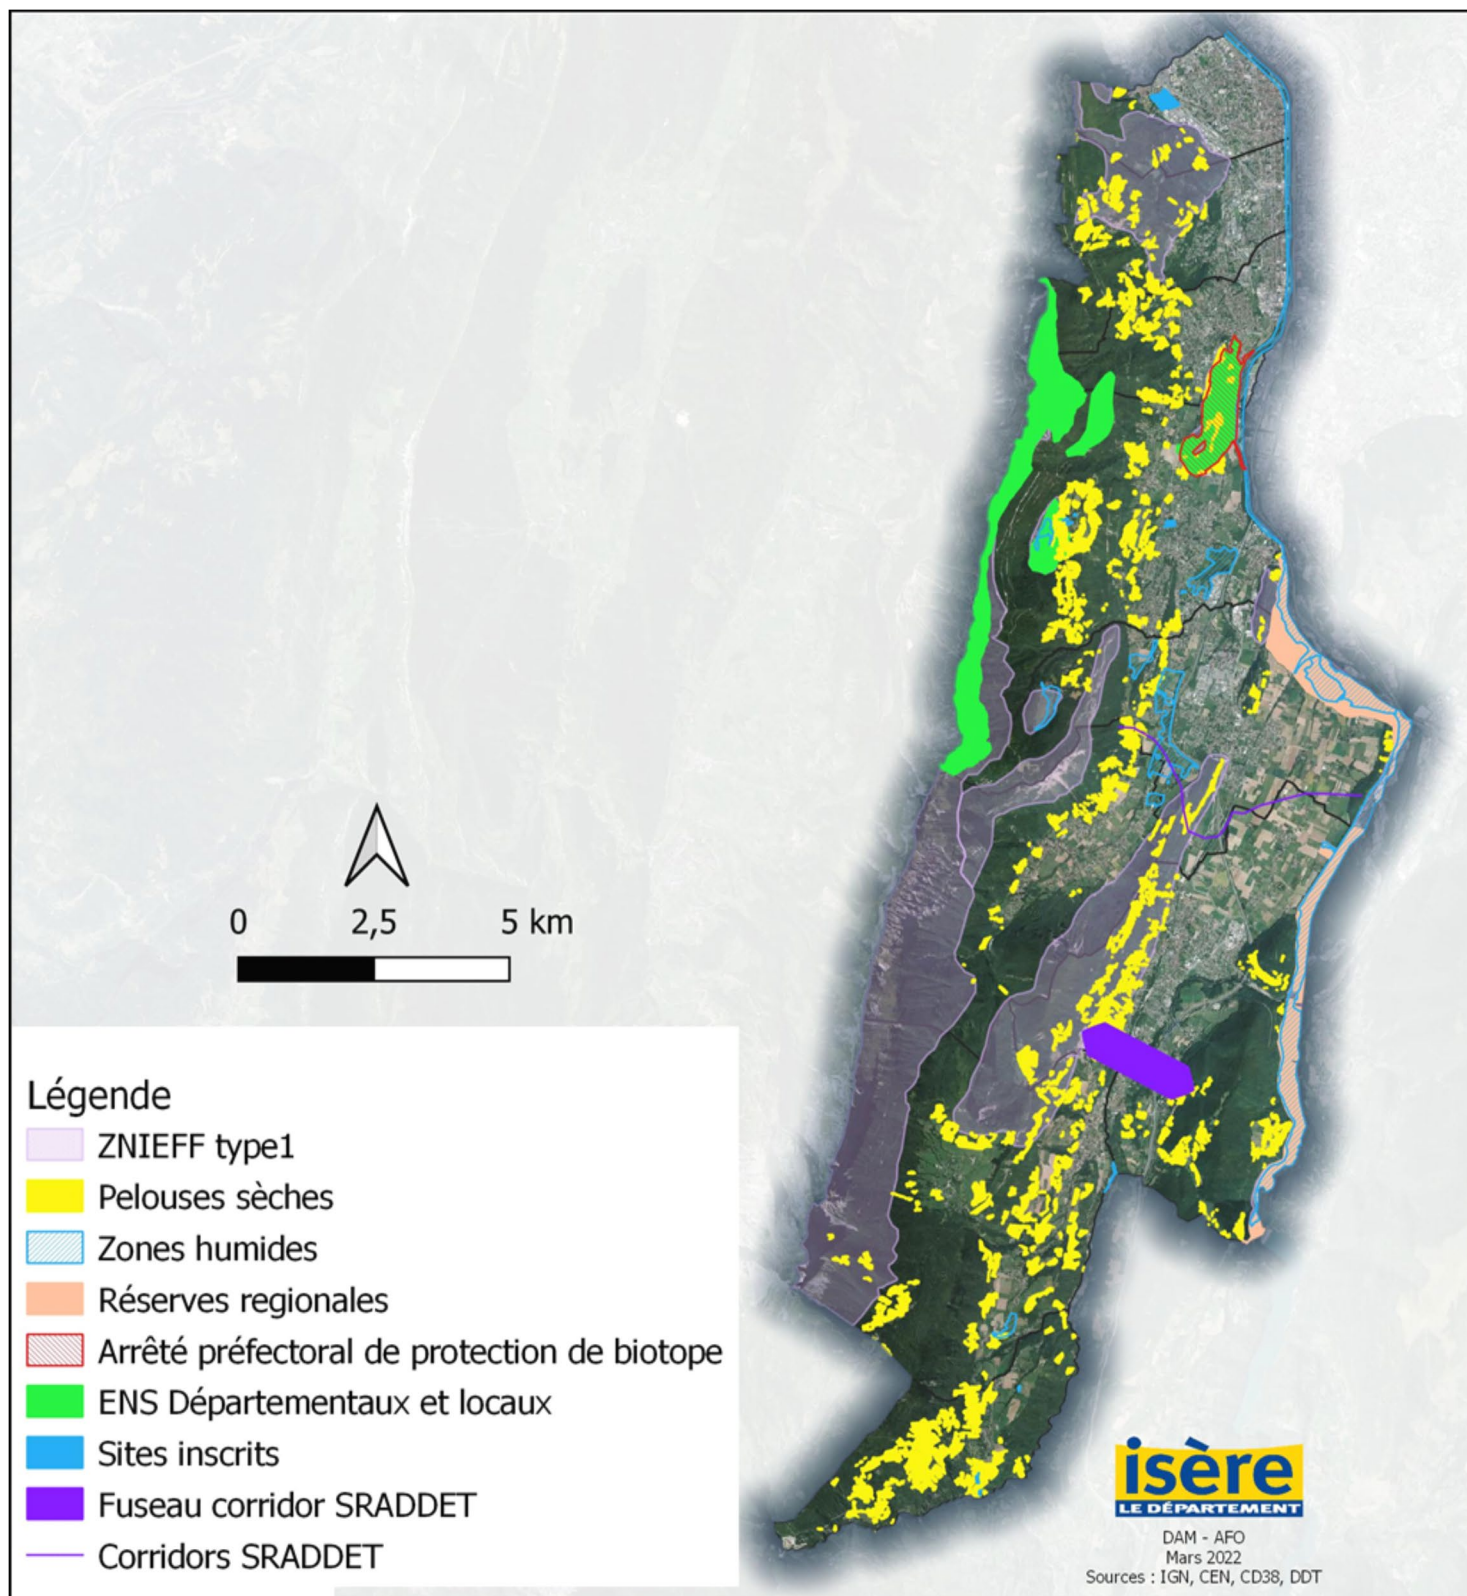 0 2,5 5 km
Légende
ZNIEFF type1
Pelouses sèches
Zones humides
Réserves regionales
Arrêté préfectoral de protection de biotope
ENS Départementaux et locaux
Sites inscrits
Fuseau corridor SRADDET
Corridors SRADDET
isère
LE DÉPARTEMENT
DAM - AFO
Mars 2022
Sources : IGN, CEN, CD38, DDT